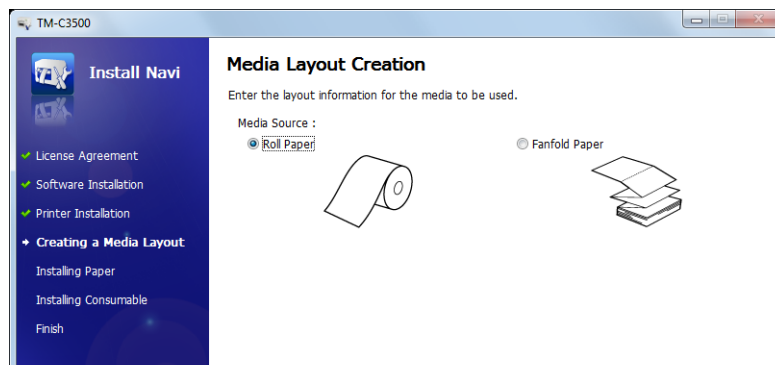 TM-C3500
Install Navi
License Agreement
Software Installation
Printer Installation
Creating a Media Layout
Installing Paper
Installing Consumable
Finish
Media Layout Creation
Enter the layout information for the media to be used.
Media Source :
Roll Paper
Fanfold Paper